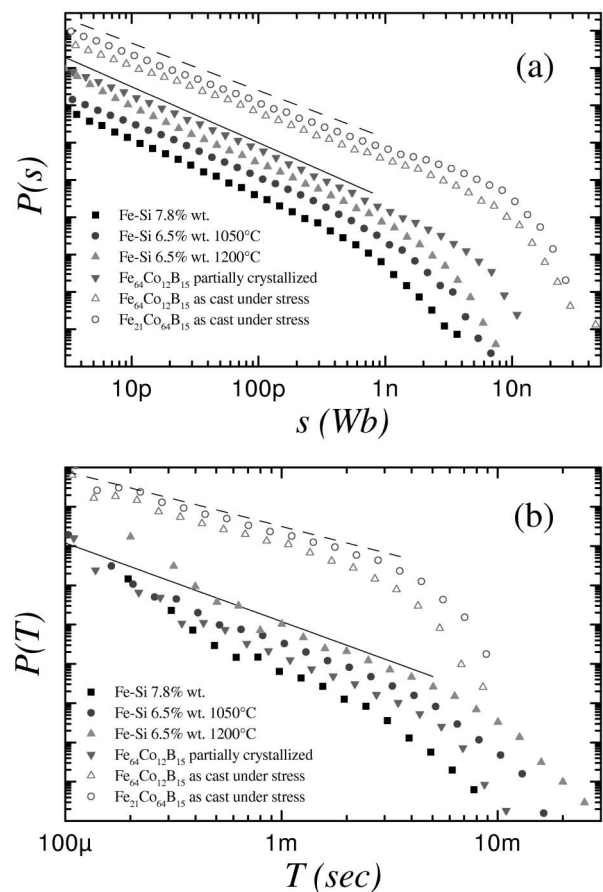 (a)
P(s)
Fe-Si 7.8% wt.
Fe-Si 6.5% wt. 1050°C
Fe-Si 6.5% wt. 1200°C
Fe₆₄Co₁₂B₁₅ partially crystallized
Fe₆₄Co₁₂B₁₅ as cast under stress
Fe₂₁Co₆₄B₁₅ as cast under stress
10p 100p 1n 10n
s (Wb)
(b)
P(T)
Fe-Si 7.8% wt.
Fe-Si 6.5% wt. 1050°C
Fe-Si 6.5% wt. 1200°C
Fe₆₄Co₁₂B₁₅ partially crystallized
Fe₆₄Co₁₂B₁₅ as cast under stress
Fe₂₁Co₆₄B₁₅ as cast under stress
100μ 1m 10m
T (sec)